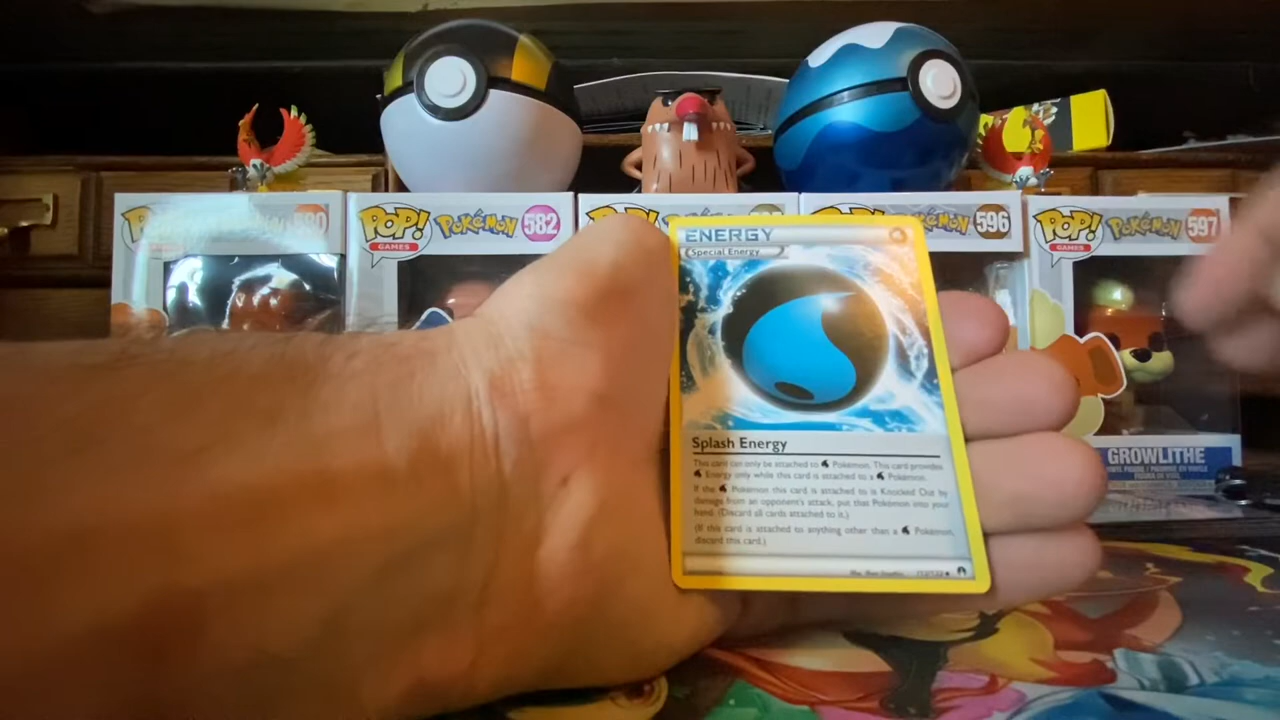 POP!
GAMES
POKÉMON
580
POP!
GAMES
POKÉMON
582
POP!
POKÉMON
596
POP!
GAMES
POKÉMON
597
GROWLITHE
ENERGY
Special Energy
Splash Energy
This card can only be attached to Pokémon. This card provides
Energy only while this card is attached to a Pokémon.
If the Pokémon this card is attached to is Knocked Out by
damage from an opponent's attack, put that Pokémon into your
hand. (Discard all cards attached to it.)
(If this card is attached to anything other than a Pokémon,
discard this card.)